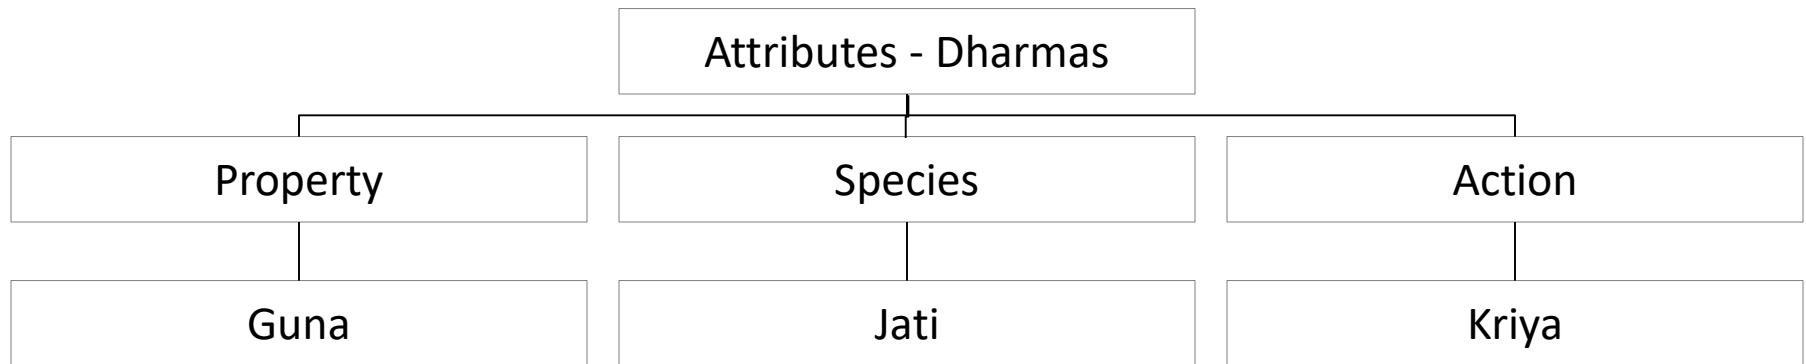 Attributes - Dharmas
Property
Species
Action
Guna
Jati
Kriya